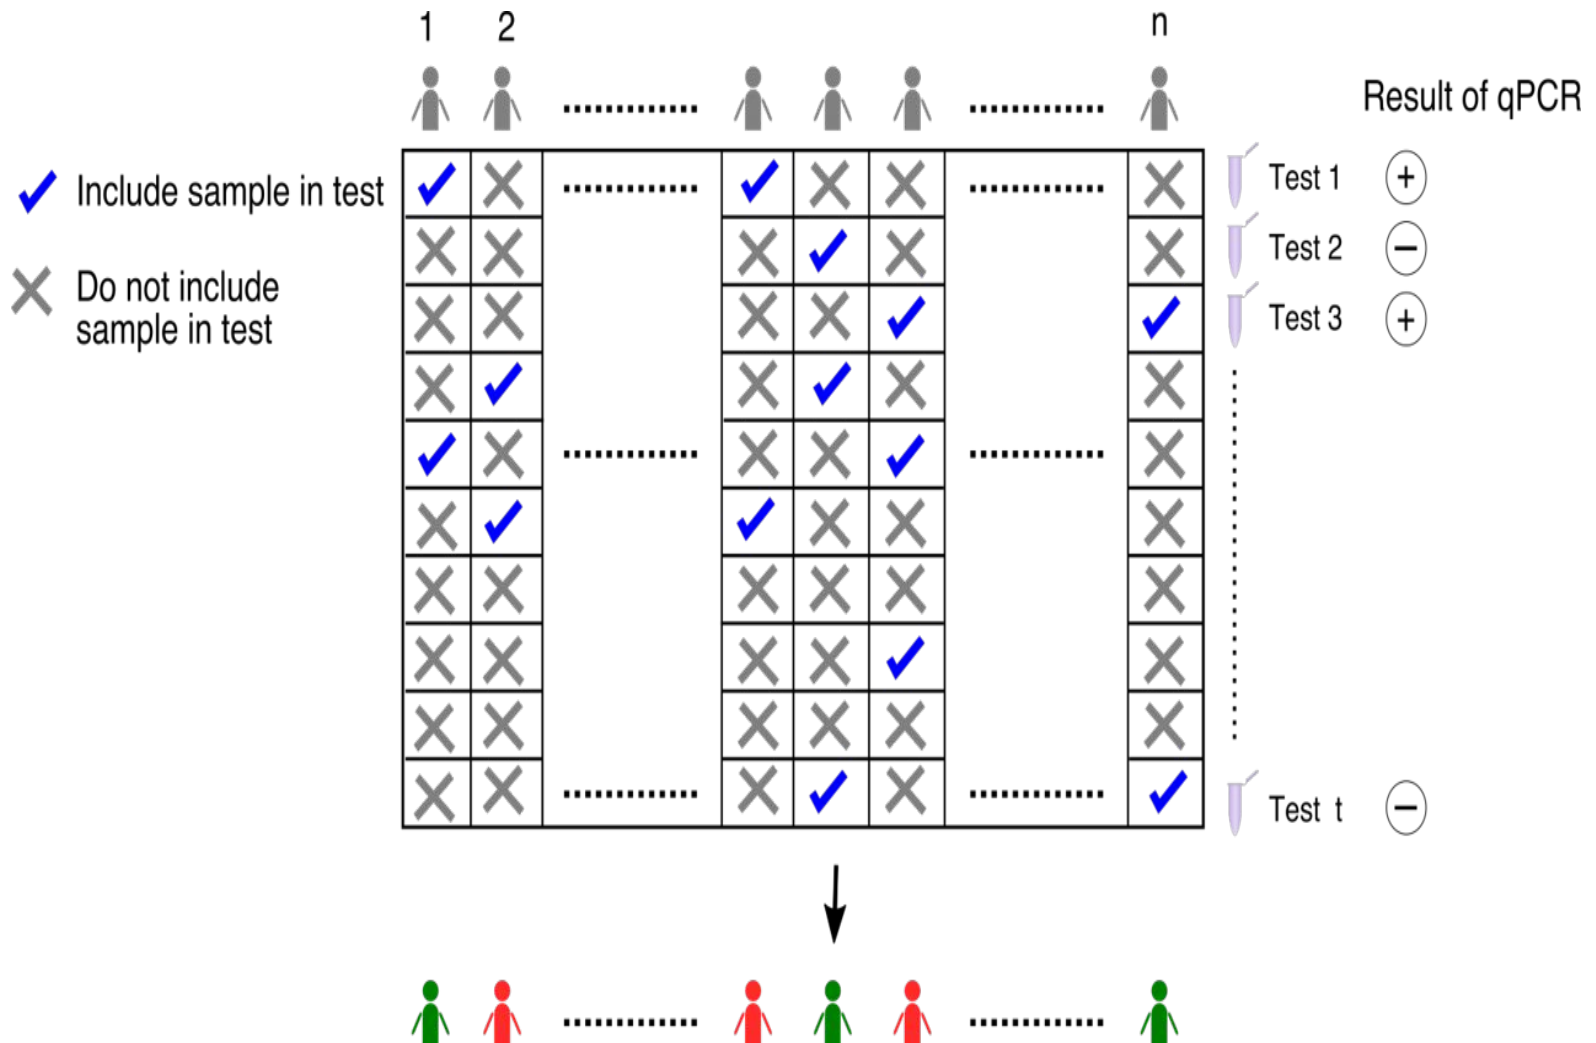 1 2 n
Result of qPCR
Include sample in test
Do not include
sample in test
Test 1 +
Test 2 −
Test 3 +
Test t −